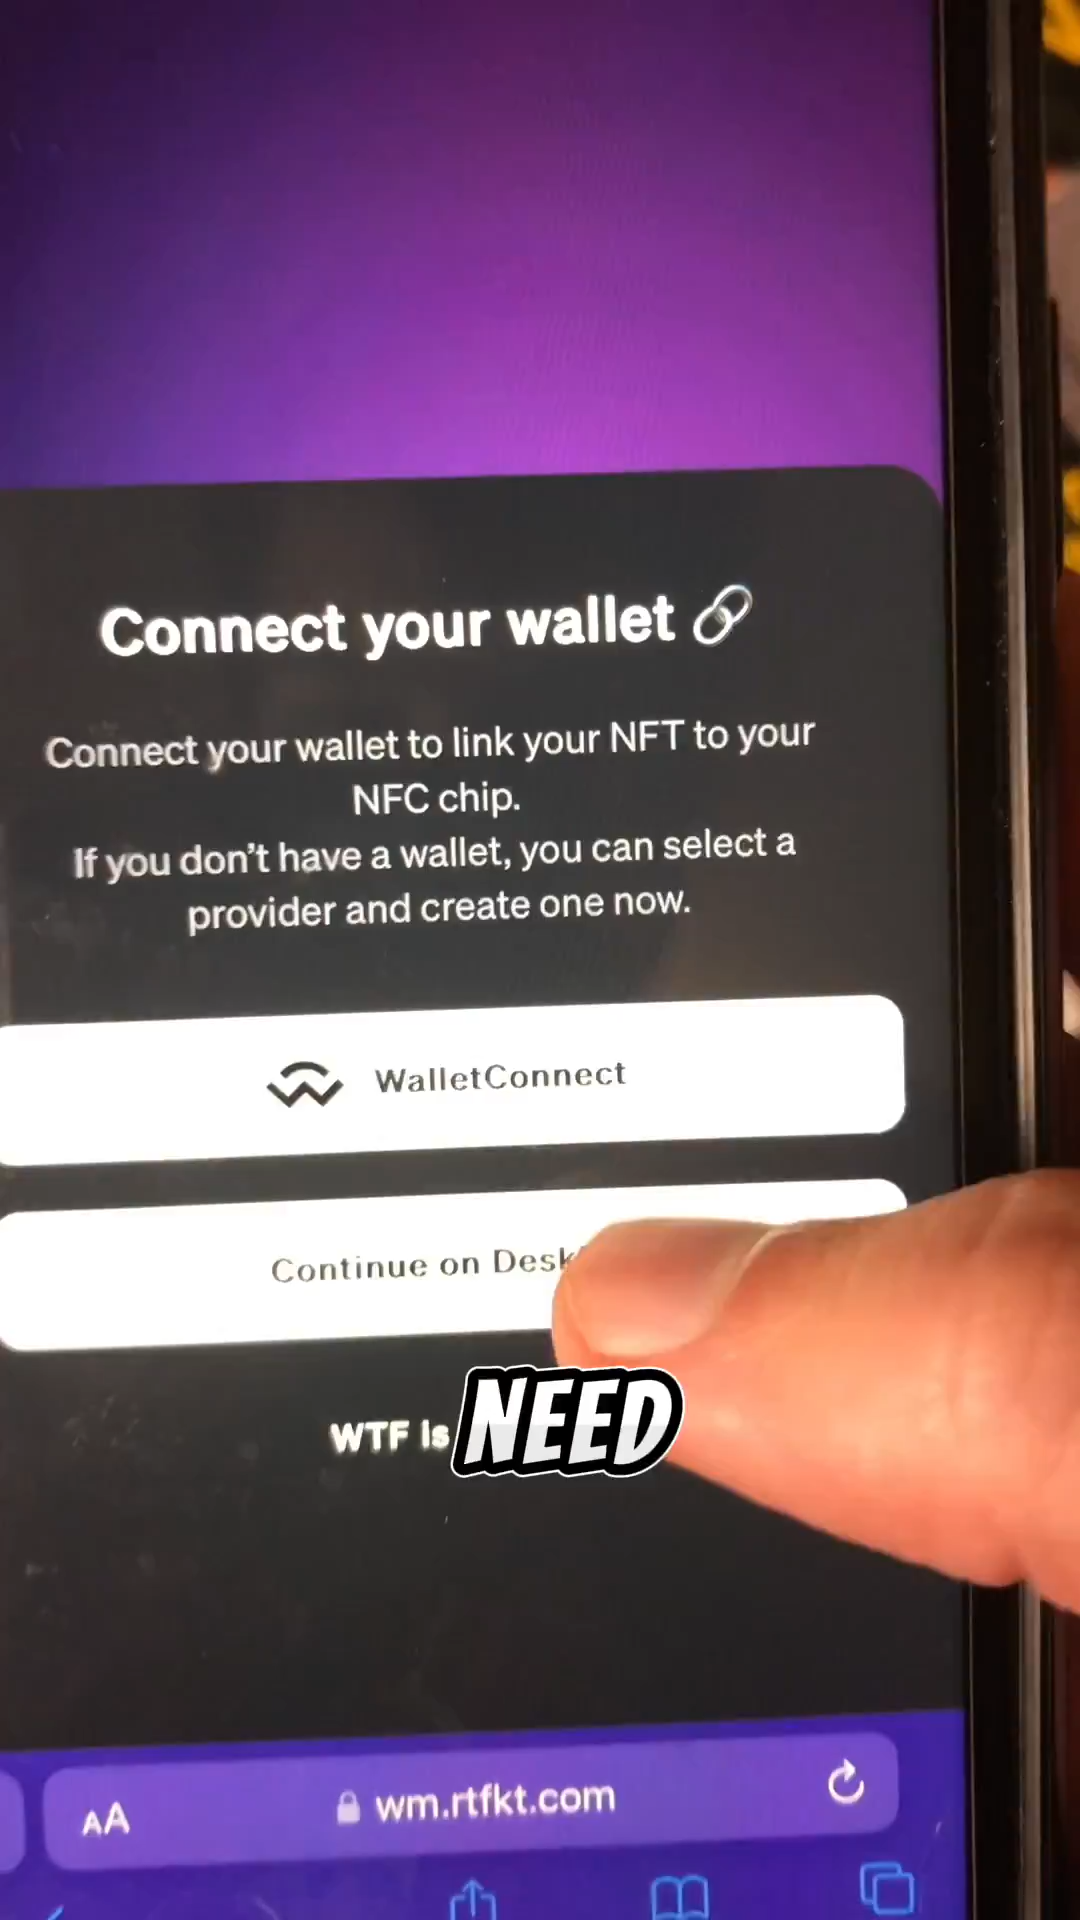 Connect your wallet 🔗
Connect your wallet to link your NFT to your
NFC chip.
If you don't have a wallet, you can select a
provider and create one now.
WalletConnect
Continue on
WTF is
NEED
AA wm.rtfkt.com